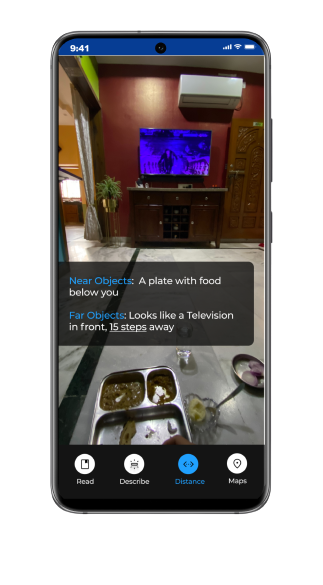 9:41
Near Objects: A plate with food
below you
Far Objects: Looks like a Television
in front, 15 steps away
Read Describe Distance Maps